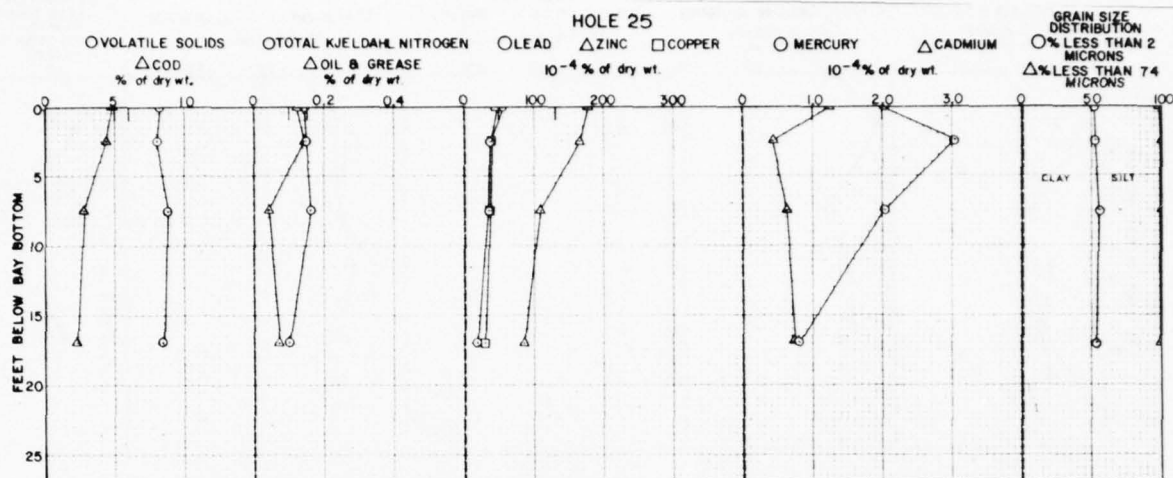 HOLE 25
○VOLATILE SOLIDS
△COD
% of dry wt.
○TOTAL KJELDAHL NITROGEN
△OIL & GREASE
% of dry wt.
○LEAD △ZINC □COPPER
10⁻⁴ % of dry wt.
○MERCURY △CADMIUM
10⁻⁴ % of dry wt.
GRAIN SIZE
DISTRIBUTION
○% LESS THAN 2
MICRONS
△% LESS THAN 74
MICRONS
0 5 10 0 0.2 0.4 0 100 200 300 0 1.0 2.0 3.0 0 50 100
FEET BELOW BAY BOTTOM
0
5
10
15
20
25
CLAY SILT